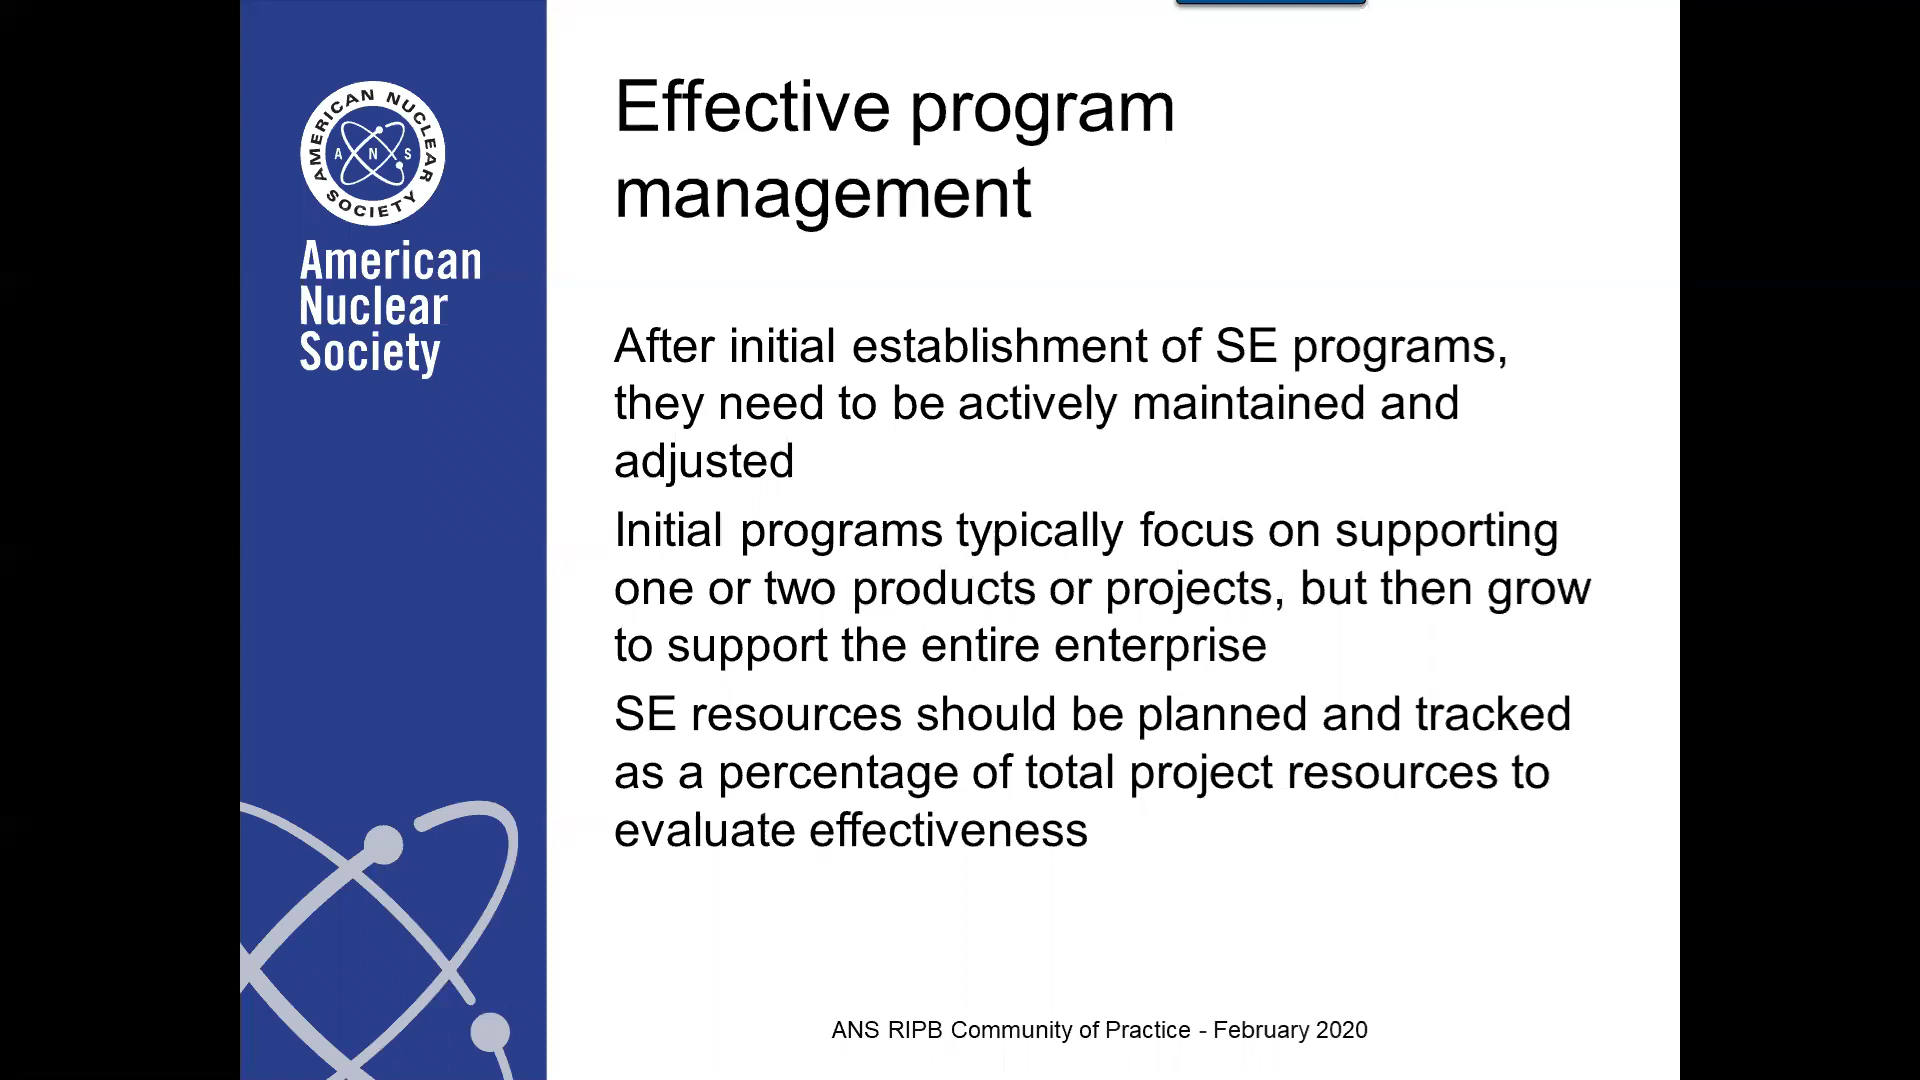 AMERICAN NUCLEAR SOCIETY
A N S
American
Nuclear
Society
Effective program
management
After initial establishment of SE programs,
they need to be actively maintained and
adjusted
Initial programs typically focus on supporting
one or two products or projects, but then grow
to support the entire enterprise
SE resources should be planned and tracked
as a percentage of total project resources to
evaluate effectiveness
ANS RIPB Community of Practice - February 2020